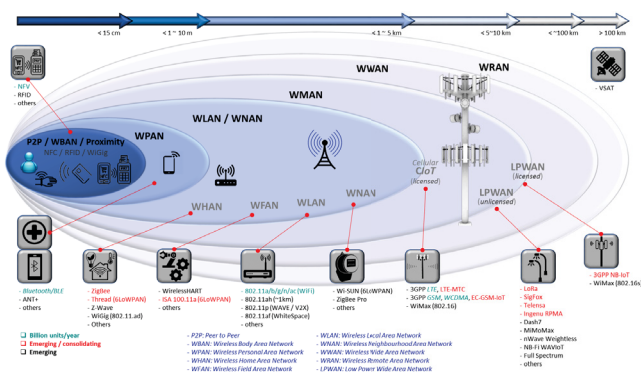 < 15 cm
< 1 ~ 10 m
<1 ~ 5 km
< 5~10 km
< ~100 km
> 100 km
WWAN
WRAN
WMAN
WLAN / WNAN
WPAN
P2P / WBAN / Proximity
NFC / RFID / WiGig
- NFV
- RFID
- others
- VSAT
Cellular
CIoT
(licensed)
LPWAN
(licensed)
LPWAN
(unlicensed)
WHAN
WFAN
WLAN
WNAN
- Bluetooth/BLE
- ANT+
- others
- ZigBee
- Thread (6LoWPAN)
- Z-Wave
- WiGig (802.11.ad)
- Others
- WirelessHART
- ISA 100.11a (6LoWPAN)
- others
- 802.11a/b/g/n/ac (WiFi)
- 802.11ah (~1km)
- 802.11p (WAVE / V2X)
- 802.11af (WhiteSpace)
- others
- Wi-SUN (6LoWPAN)
- ZigBee Pro
- others
- 3GPP LTE, LTE-MTC
- 3GPP GSM, WCDMA, EC-GSM-IoT
- WiMax (802.16)
- LoRa
- SigFox
- Telensa
- Ingenu RPMA
- Dash7
- MiMoMax
- nWave Weightless
- NB-Fi WAVIoT
- Full Spectrum
- others
- 3GPP NB-IoT
- WiMax (802.16s)
Billion units/year
Emerging / consolidating
Emerging
- P2P: Peer to Peer
- WBAN: Wireless Body Area Network
- WPAN: Wireless Personal Area Network
- WHAN: Wireless Home Area Network
- WFAN: Wireless Field Area Network
- WLAN: Wireless Local Area Network
- WNAN: Wireless Neighbourhood Area Network
- WWAN: Wireless Wide Area Network
- WRAN: Wireless Remote Area Network
- LPWAN: Low Power Wide Area Network